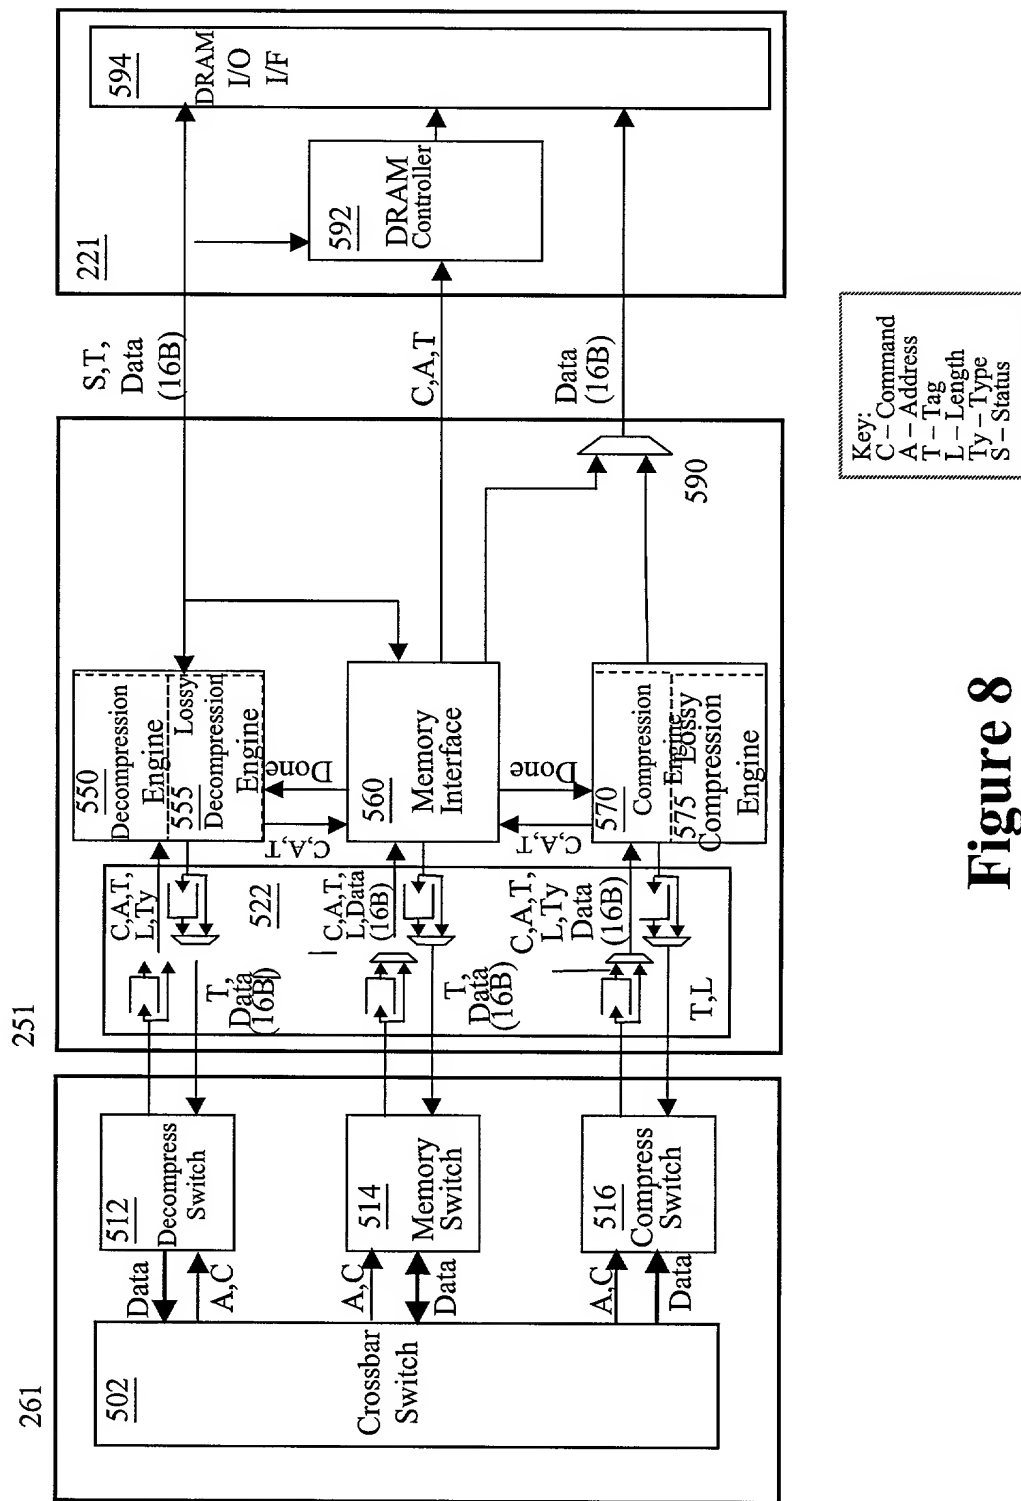 261
502
Crossbar
Switch
Data
A,C
A,C
Data
A,C
Data
512
Decompress
Switch
514
Memory
Switch
516
Compress
Switch
251
522
C,A,T,
L,Ty
T,
Data
(16B)
C,A,T,
L,Data
(16B)
T,
Data
(16B)
C,A,T,
L,Ty
Data
(16B)
T,L
550
Decompression
Engine
555 Lossy
Decompression
Engine
C,A,T
Done
560
Memory
Interface
C,A,T
Done
570
Compression
Engine
575 Lossy
Compression
Engine
590
S,T,
Data
(16B)
C,A,T
Data
(16B)
221
592
DRAM
Controller
594
DRAM
I/O
I/F
Key:
C – Command
A – Address
T – Tag
L – Length
Ty – Type
S – Status
Figure 8